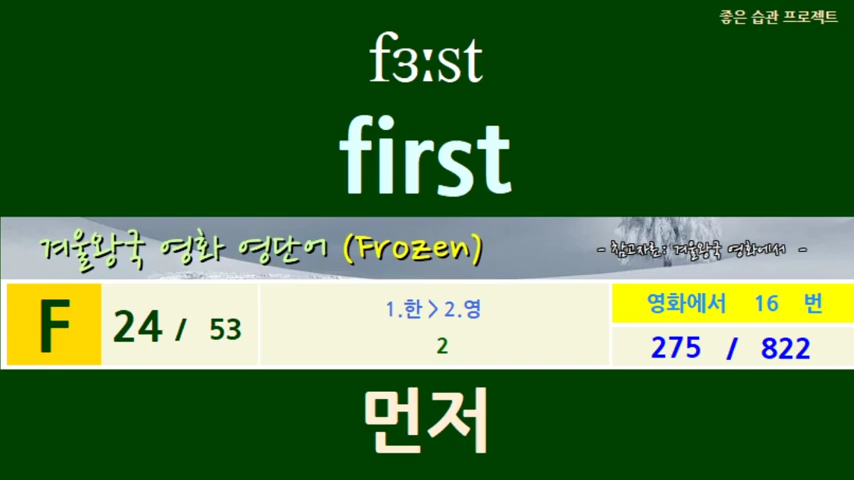 좋은 습관 프로젝트
fɜːst
first
겨울왕국 영화 영단어 (Frozen)
- 참고자료: 겨울왕국 영화에서 -
F 24 / 53
1.한 > 2.영
2
영화에서 16 번
275 / 822
먼저